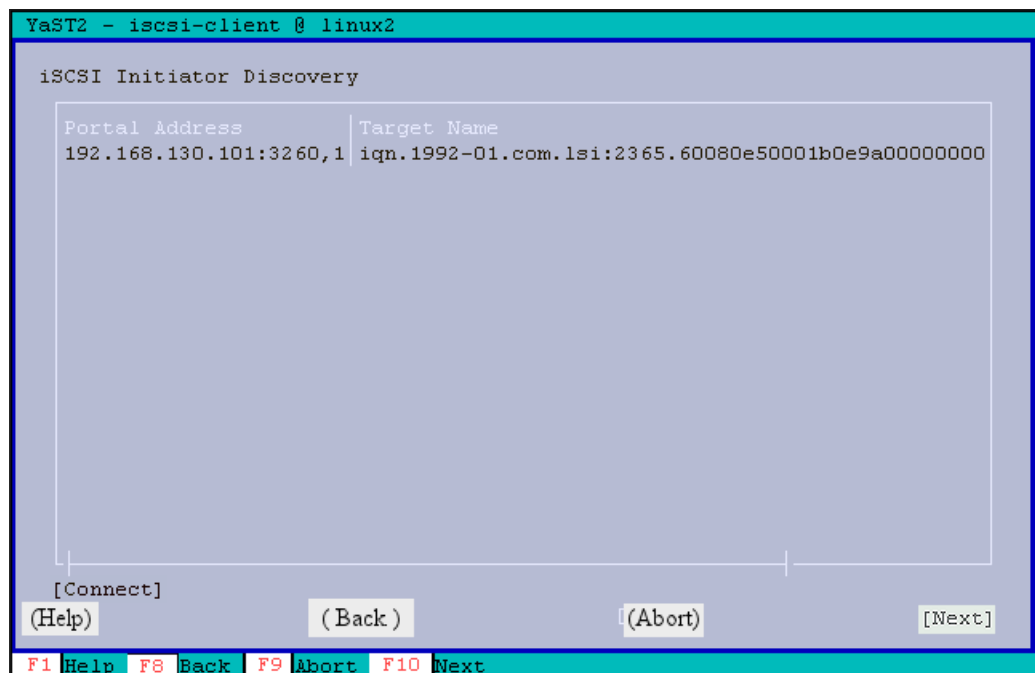 YaST2 - iscsi-client @ linux2
iSCSI Initiator Discovery
Portal Address Target Name
192.168.130.101:3260,1 iqn.1992-01.com.lsi:2365.60080e50001b0e9a00000000
[Connect]
(Help) ( Back ) (Abort) [Next]
F1 Help F8 Back F9 Abort F10 Next